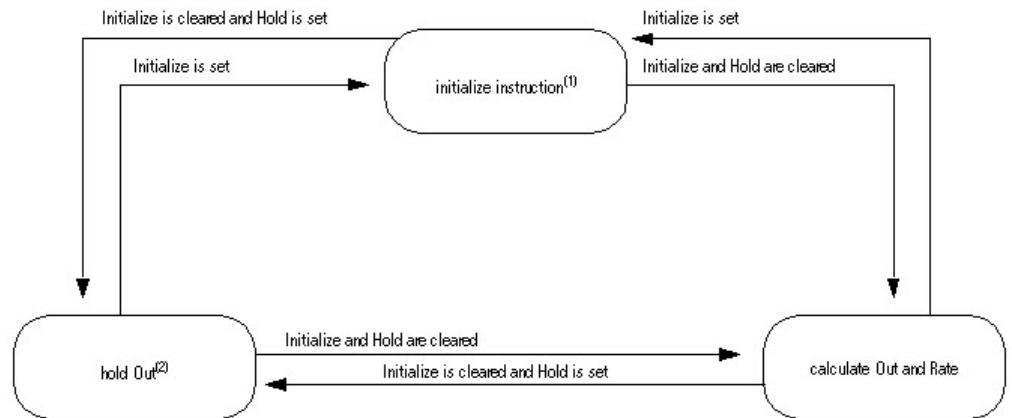 Initialize is cleared and Hold is set
Initialize is set
Initialize is set
initialize instruction(1)
Initialize and Hold are cleared
Initialize and Hold are cleared
hold Out(2)
calculate Out and Rate
Initialize is cleared and Hold is set